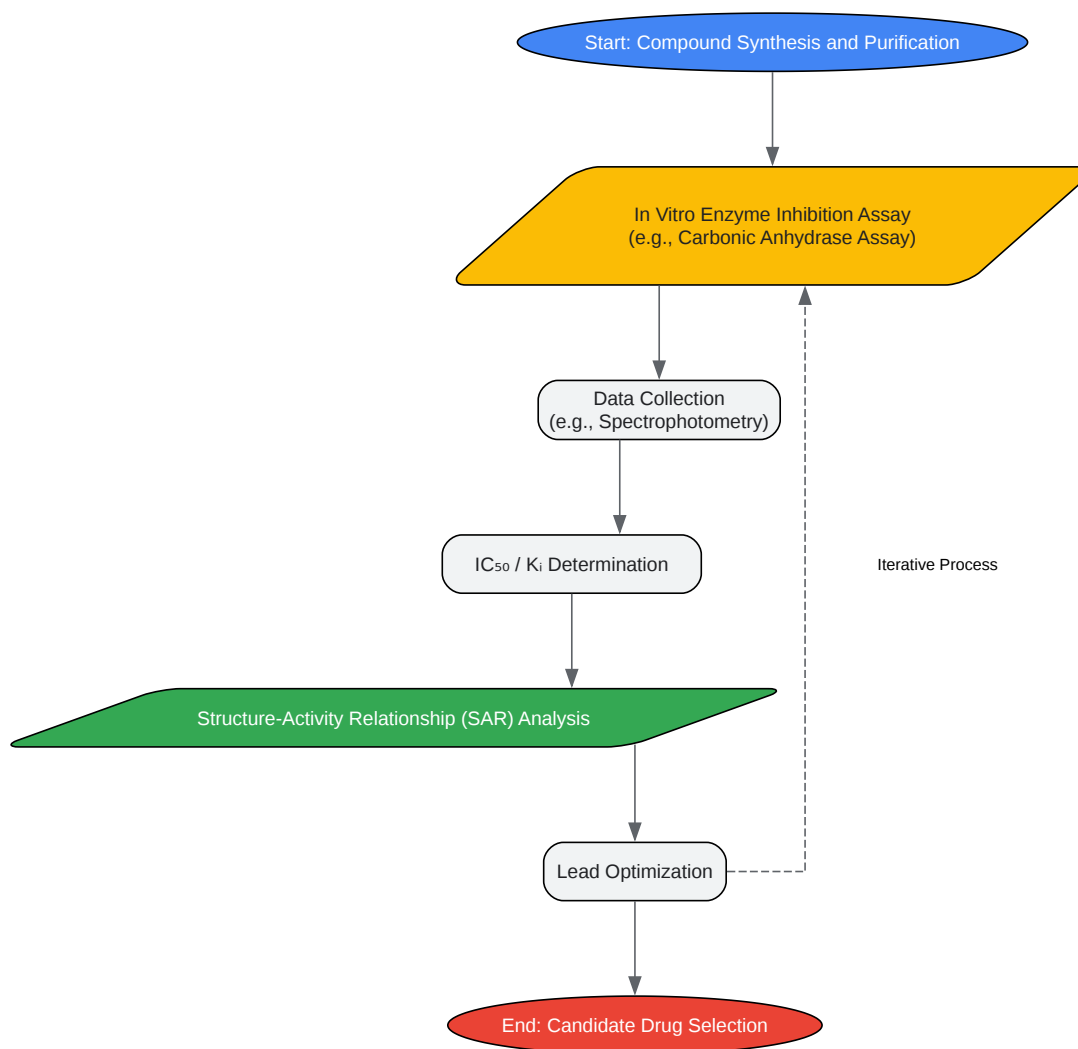 Start: Compound Synthesis and Purification
In Vitro Enzyme Inhibition Assay
(e.g., Carbonic Anhydrase Assay)
Data Collection
(e.g., Spectrophotometry)
IC₅₀ / Kᵢ Determination
Iterative Process
Structure-Activity Relationship (SAR) Analysis
Lead Optimization
End: Candidate Drug Selection